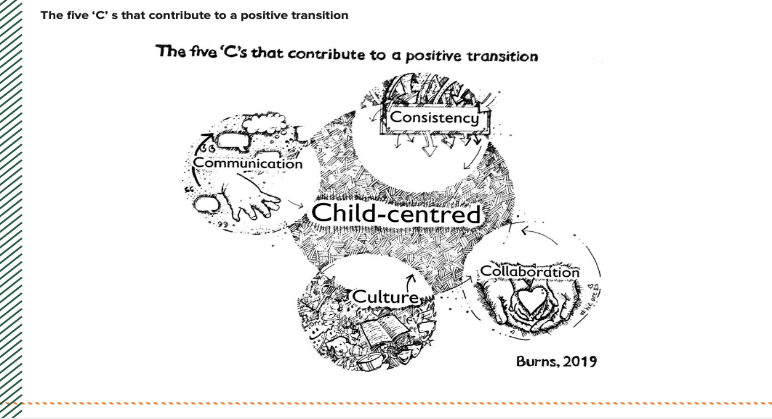 The five ‘C’ s that contribute to a positive transition
The five ‘C’s that contribute to a positive transition
Consistency
Communication
Child-centred
Collaboration
Culture
Burns, 2019